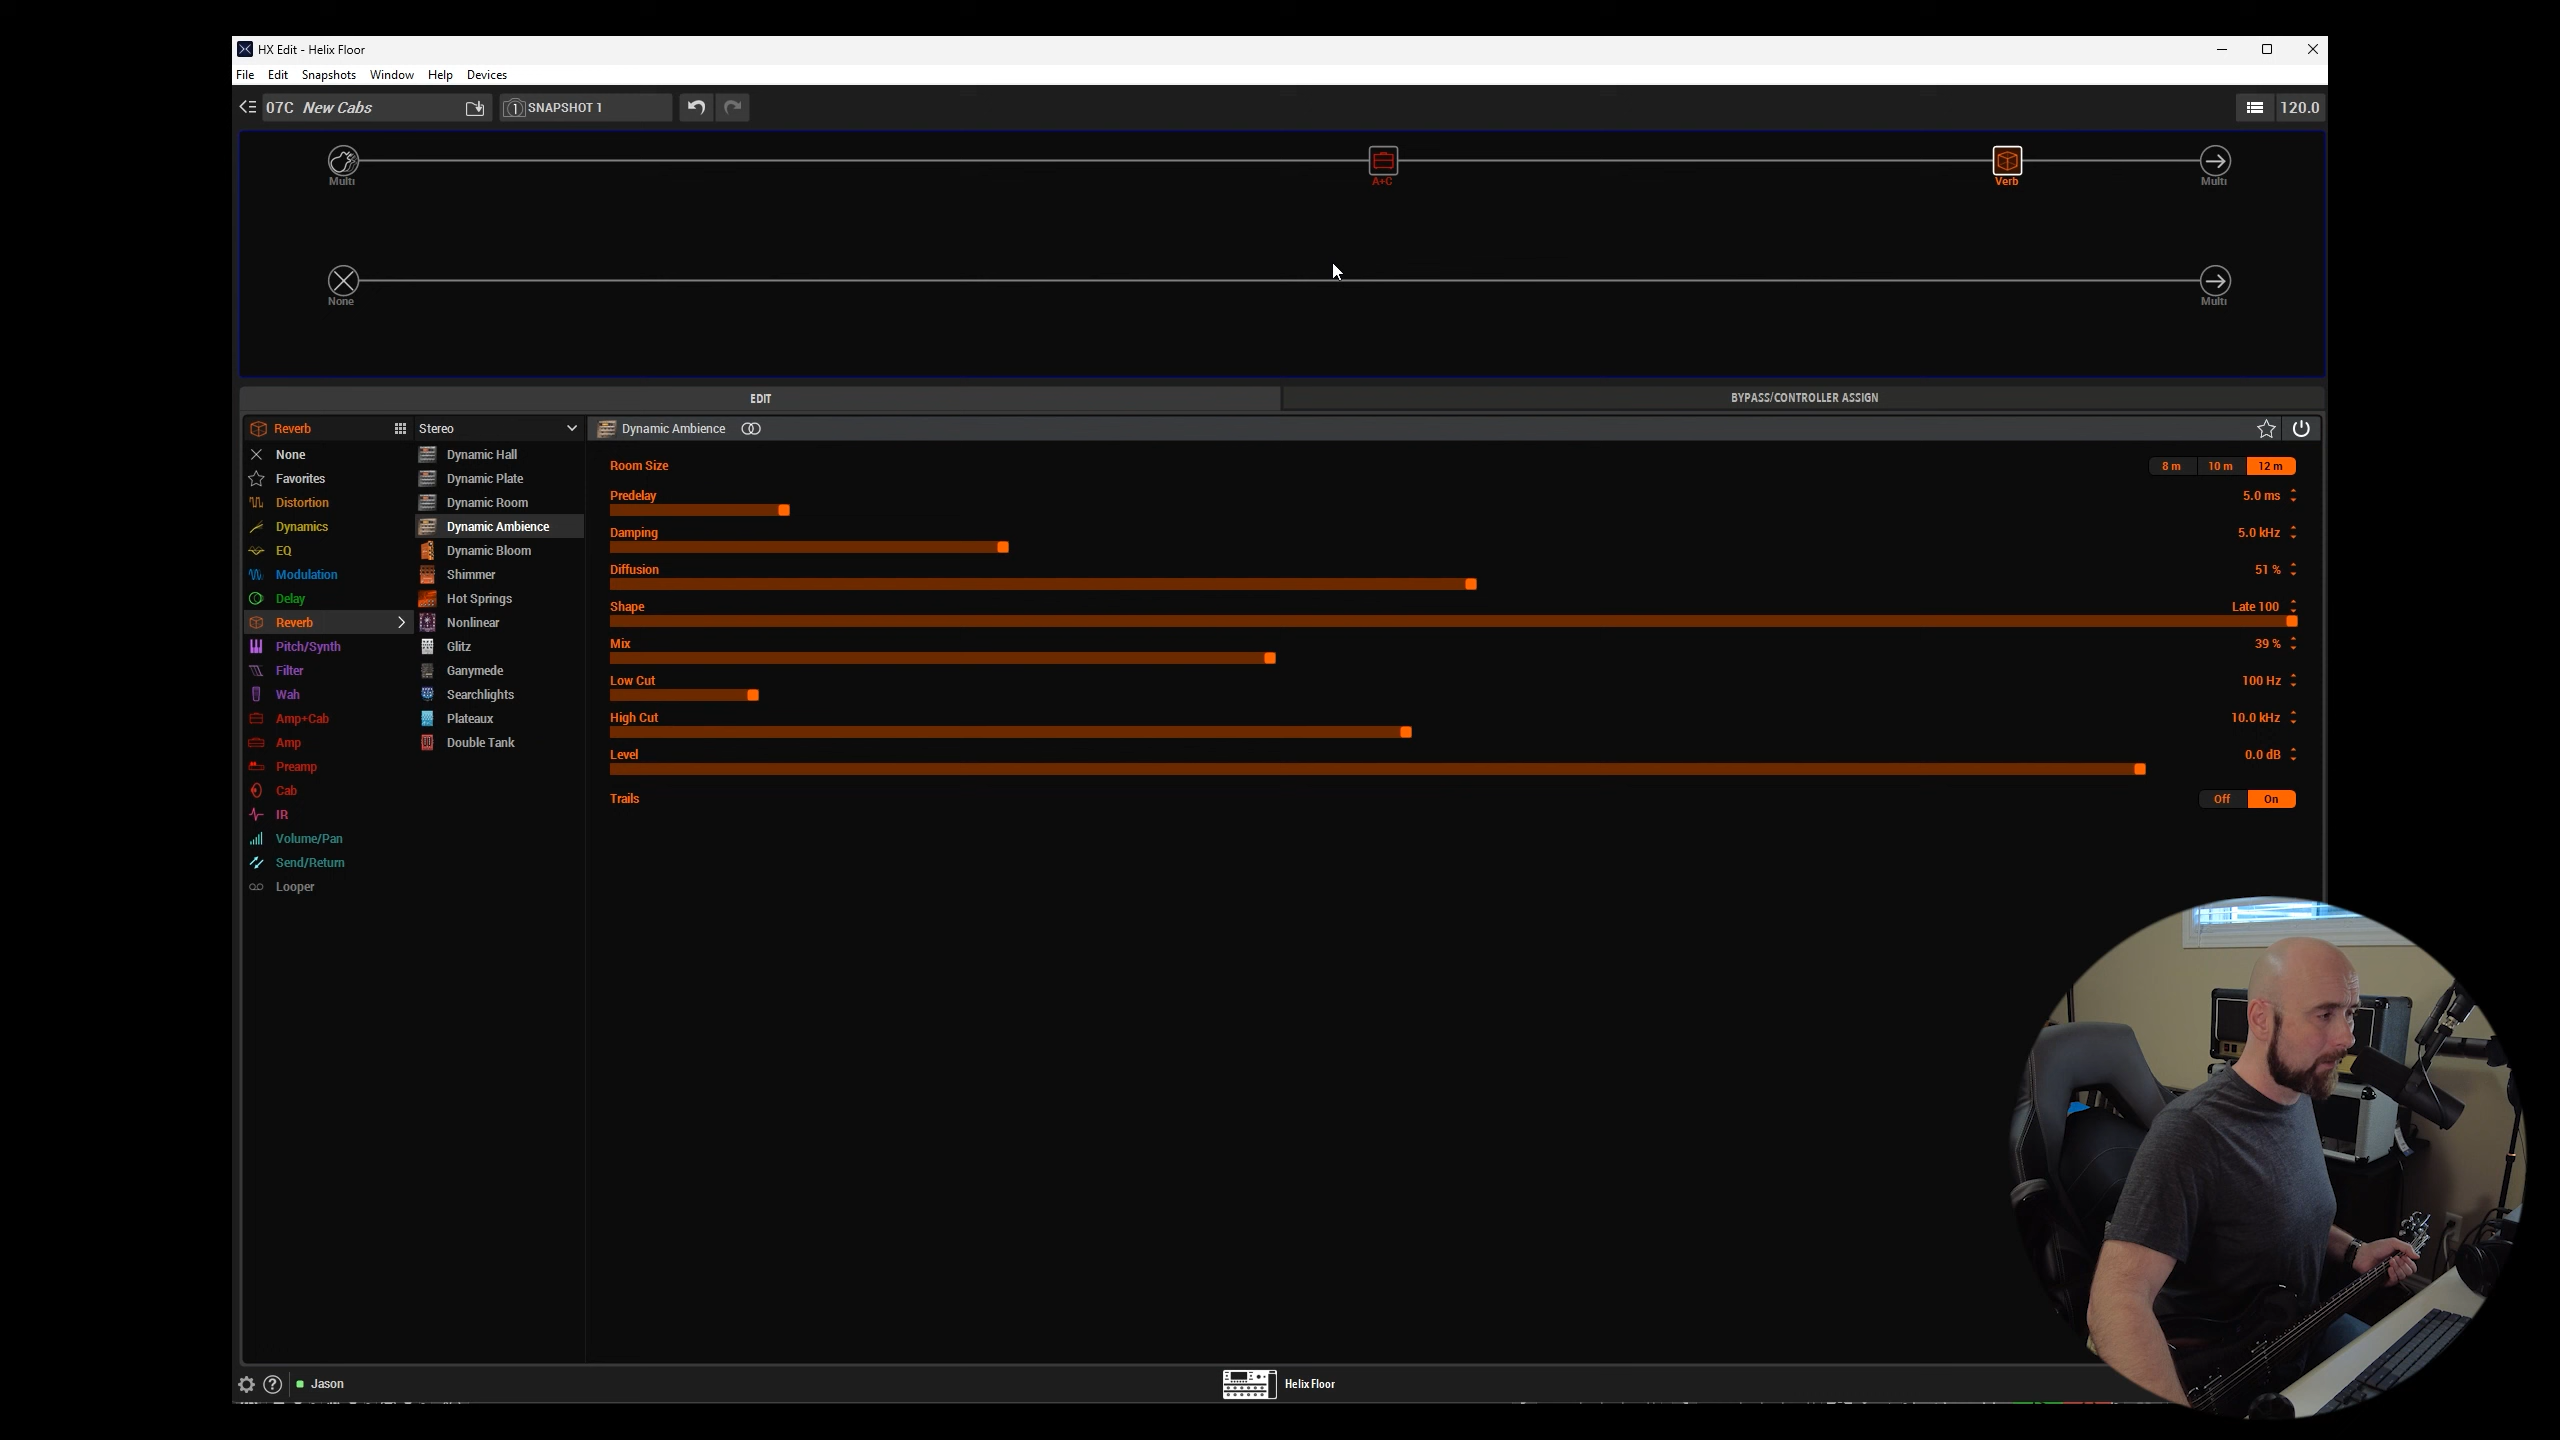 HX Edit - Helix Floor
File Edit Snapshots Window Help Devices
07C New Cabs 1 SNAPSHOT 1 120.0
Multi A+C Verb Multi
None Multi
EDIT BYPASS/CONTROLLER ASSIGN
Reverb Stereo Dynamic Ambience
None
Favorites
Distortion
Dynamics
EQ
Modulation
Delay
Reverb
Pitch/Synth
Filter
Wah
Amp+Cab
Amp
Preamp
Cab
IR
Volume/Pan
Send/Return
Looper
Dynamic Hall
Dynamic Plate
Dynamic Room
Dynamic Ambience
Dynamic Bloom
Shimmer
Hot Springs
Nonlinear
Glitz
Ganymede
Searchlights
Plateaux
Double Tank
Room Size 8 m 10 m 12 m
Predelay 5.0 ms
Damping 5.0 kHz
Diffusion 51 %
Shape Late 100
Mix 39 %
Low Cut 100 Hz
High Cut 10.0 kHz
Level 0.0 dB
Trails Off On
? Jason Helix Floor